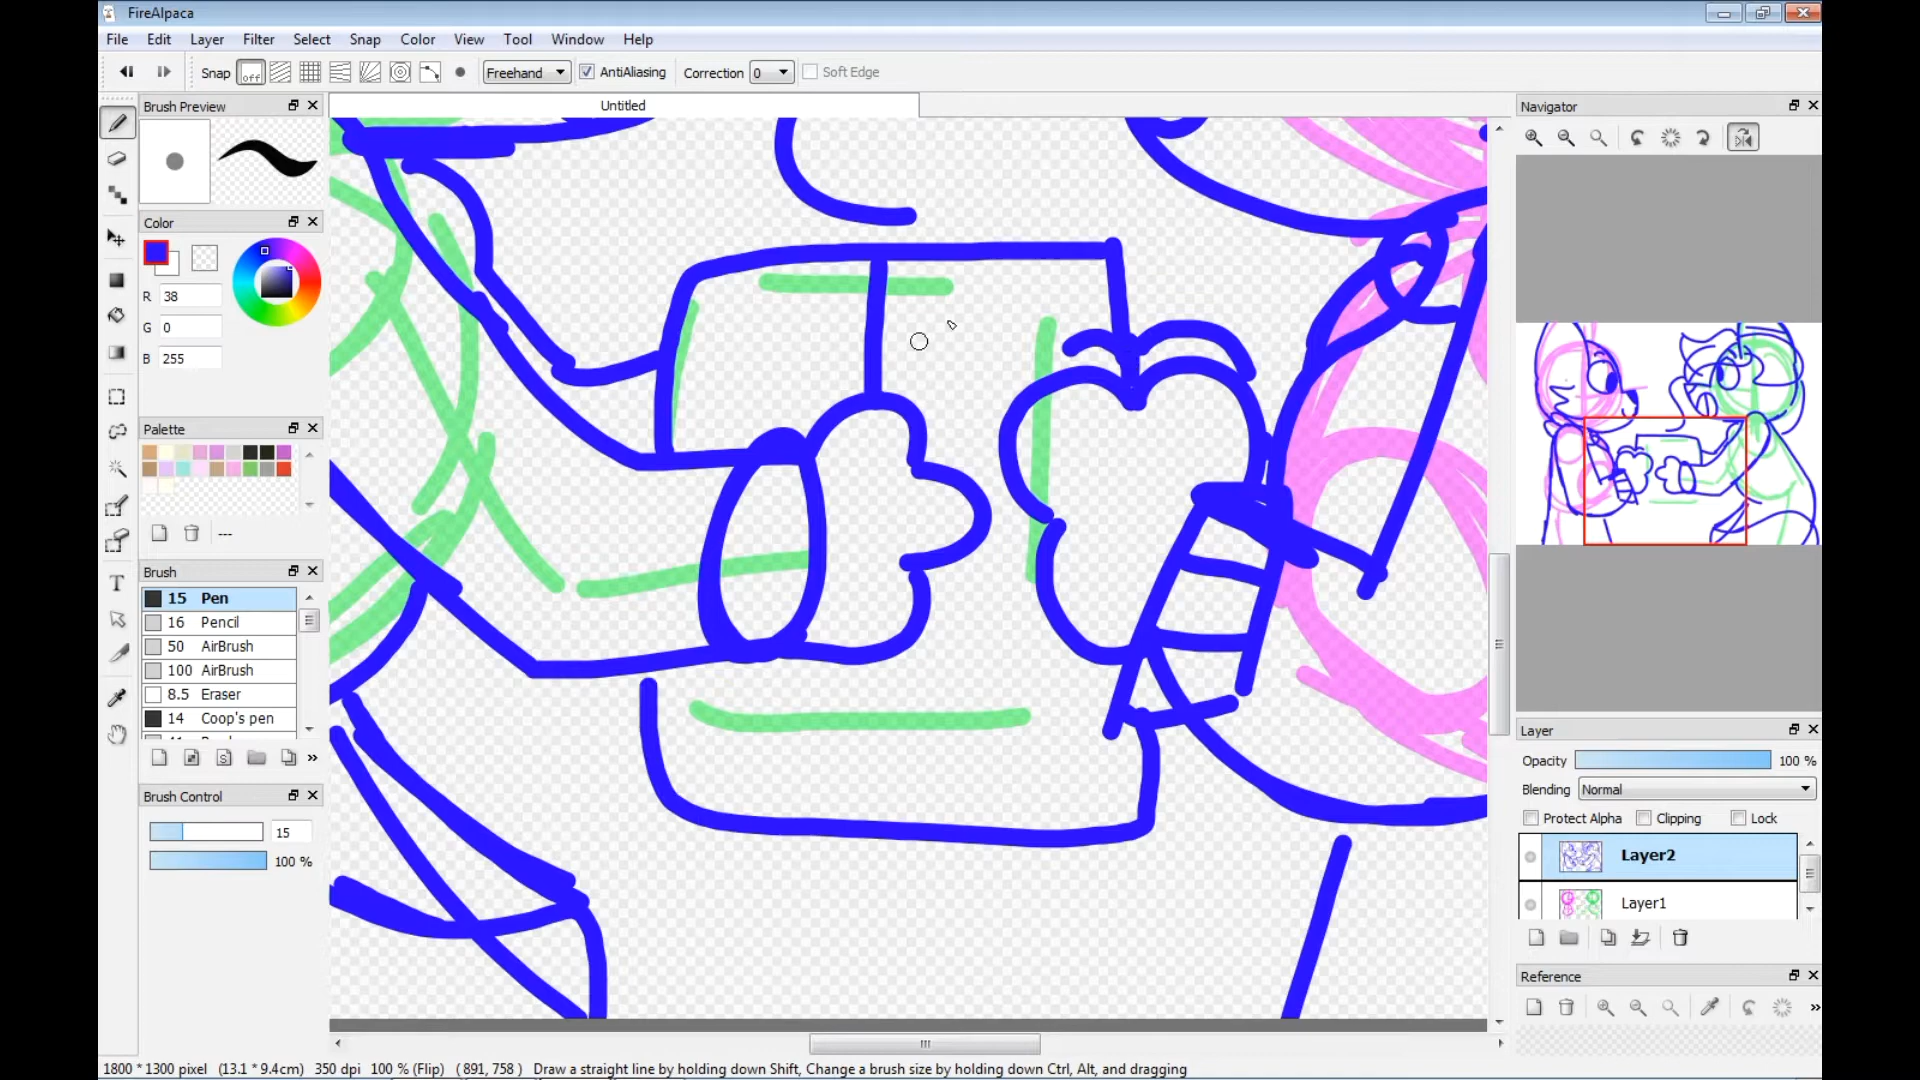 FireAlpaca
File Edit Layer Filter Select Snap Color View Tool Window Help
Snap off Freehand AntiAliasing Correction 0 Soft Edge
Brush Preview
Untitled
Navigator
Color
R 38
G 0
B 255
Palette
---
Brush
15 Pen
16 Pencil
50 AirBrush
100 AirBrush
8.5 Eraser
14 Coop's pen
Brush Control
15
100 %
T
Layer
Opacity 100 %
Blending Normal
Protect Alpha Clipping Lock
Layer2
Layer1
Reference
1800 * 1300 pixel (13.1 * 9.4cm) 350 dpi 100 % (Flip) ( 891, 758 ) Draw a straight line by holding down Shift, Change a brush size by holding down Ctrl, Alt, and dragging